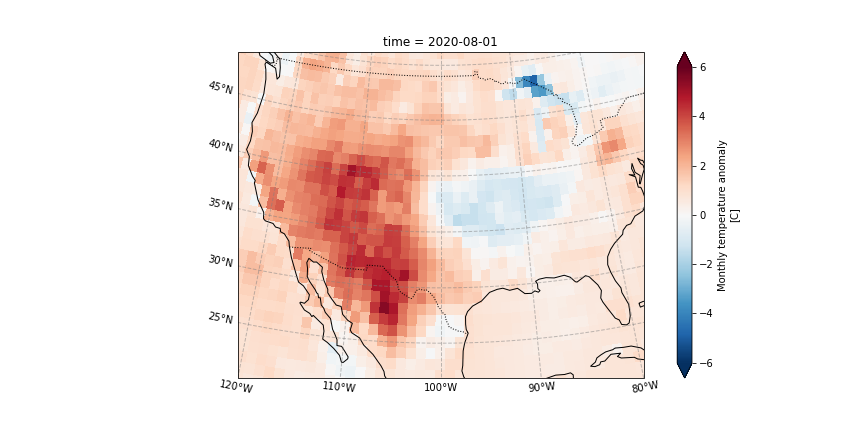 time = 2020-08-01
45°N
40°N
35°N
30°N
25°N
120°W
110°W
100°W
90°W
80°W
6
4
2
0
−2
−4
−6
Monthly temperature anomaly
[C]